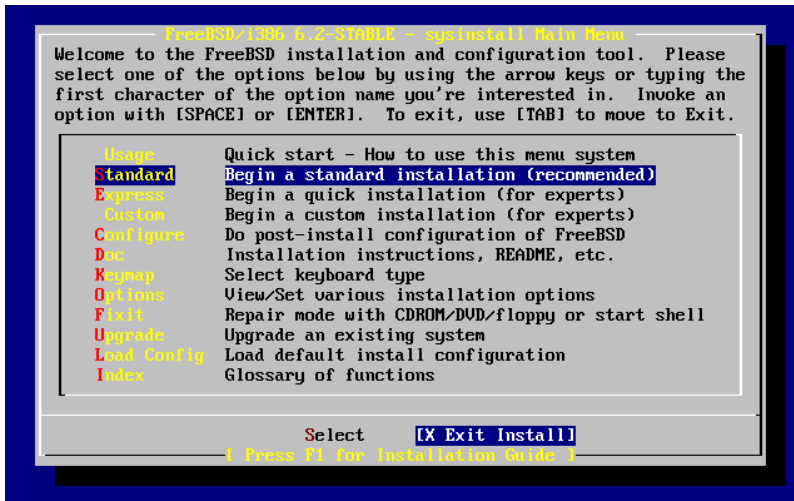 FreeBSD/i386 6.2-STABLE - sysinstall Main Menu
Welcome to the FreeBSD installation and configuration tool.  Please
select one of the options below by using the arrow keys or typing the
first character of the option name you're interested in.  Invoke an
option with [SPACE] or [ENTER].  To exit, use [TAB] to move to Exit.
Usage Quick start - How to use this menu system
Standard Begin a standard installation (recommended)
Express Begin a quick installation (for experts)
Custom Begin a custom installation (for experts)
Configure Do post-install configuration of FreeBSD
Doc Installation instructions, README, etc.
Keymap Select keyboard type
Options View/Set various installation options
Fixit Repair mode with CDROM/DVD/floppy or start shell
Upgrade Upgrade an existing system
Load Config Load default install configuration
Index Glossary of functions
Select [X Exit Install]
[ Press F1 for Installation Guide ]